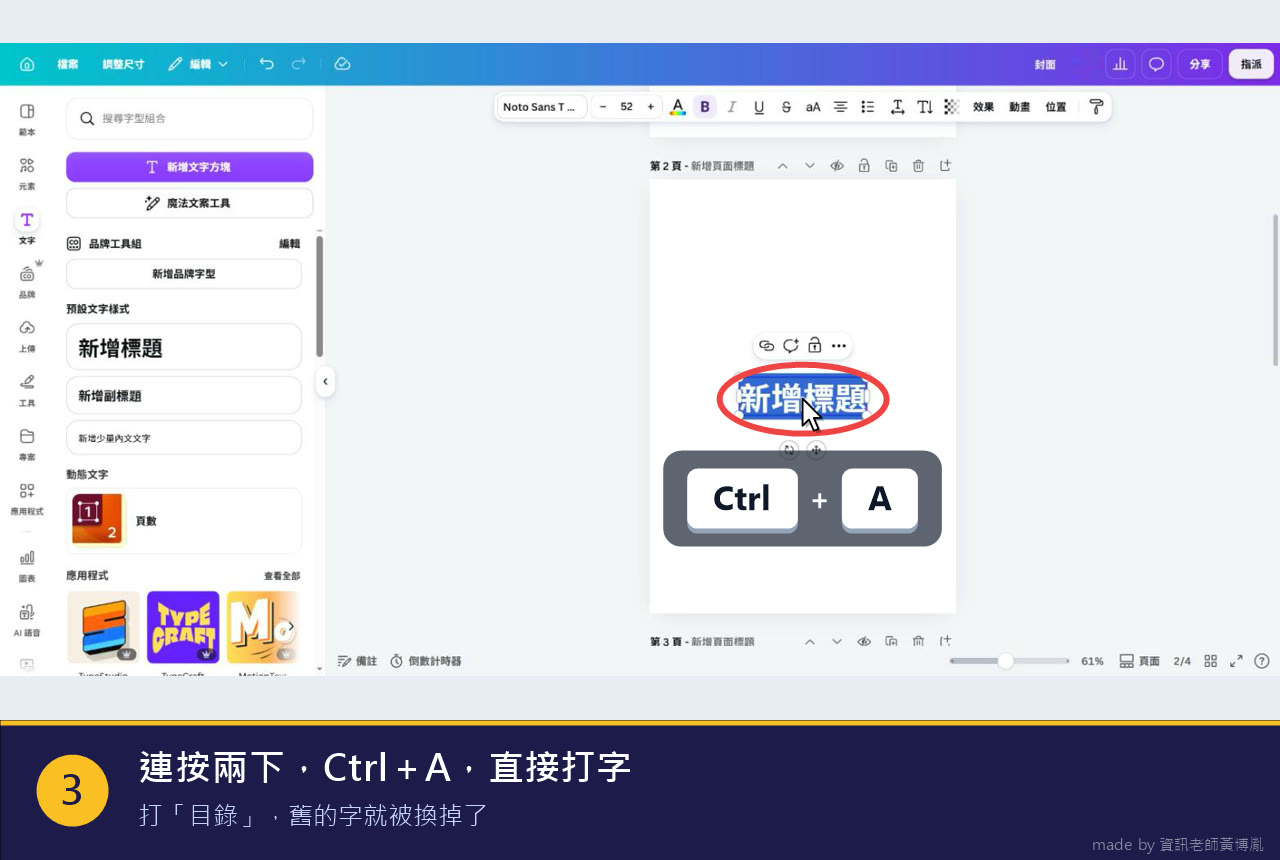 檔案 調整尺寸 編輯 封面 分享 指派
範本
元素
文字
品牌
上傳
工具
專案
應用程式
圖表
AI 語音
搜尋字型組合
新增文字方塊
魔法文案工具
品牌工具組 編輯
新增品牌字型
預設文字樣式
新增標題
新增副標題
新增少量內文文字
動態文字
1 2 頁數
應用程式 查看全部
TYPE CRAFT Mo
TypeStudio TypeCraft MotionText
Noto Sans T ... – 52 + A B I U S aA 效果 動畫 位置
第 2 頁 - 新增頁面標題
新增標題
Ctrl + A
第 3 頁 - 新增頁面標題
備註 倒數計時器 61% 頁面 2/4
3
連按兩下，Ctrl + A，直接打字
打「目錄」，舊的字就被換掉了
made by 資訊老師黃博胤